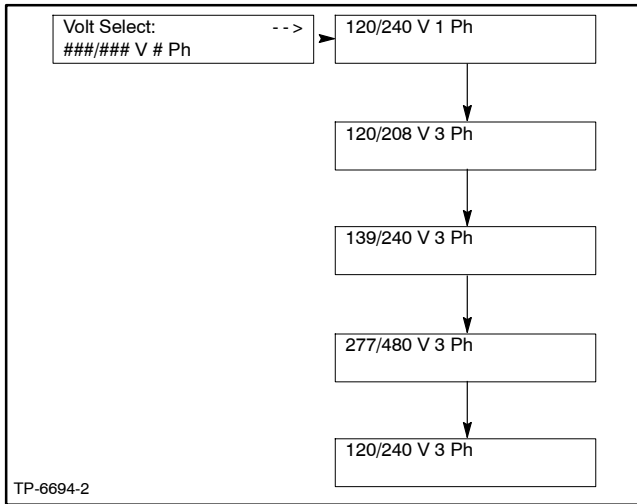 Volt Select: - - >
###/### V # Ph
120/240 V 1 Ph
120/208 V 3 Ph
139/240 V 3 Ph
277/480 V 3 Ph
120/240 V 3 Ph
TP-6694-2